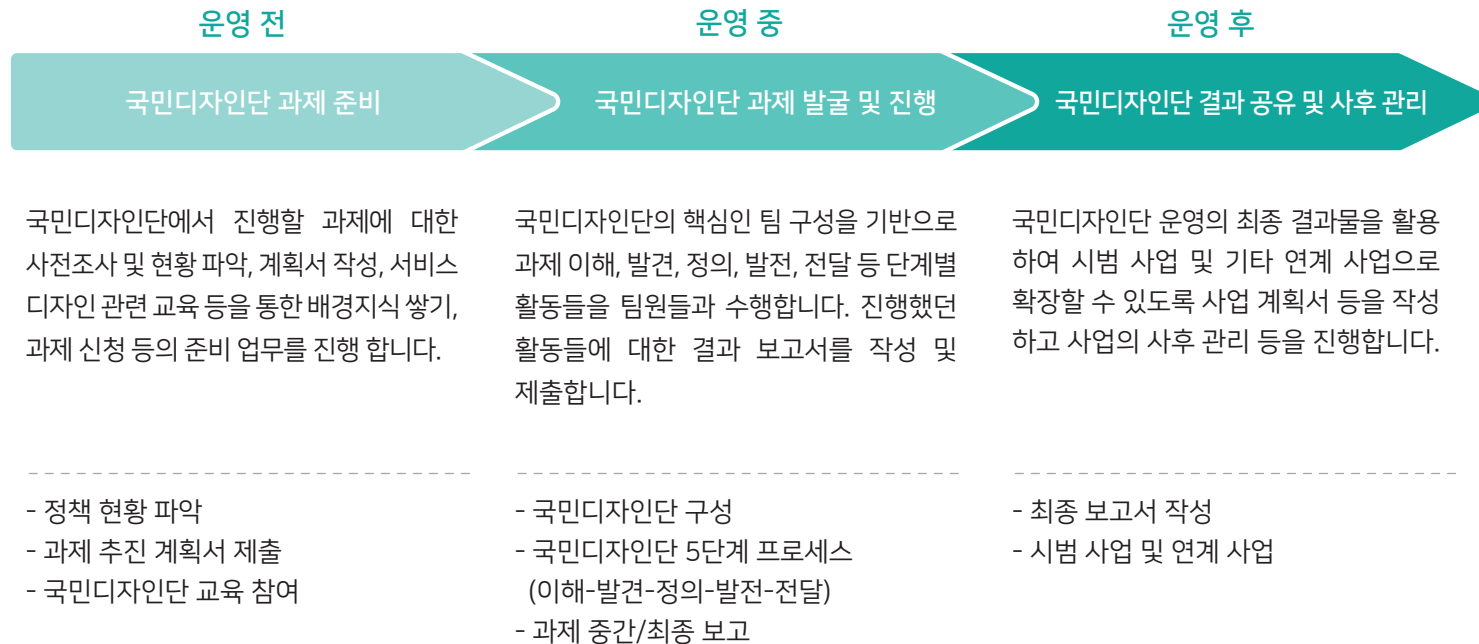 운영 전
국민디자인단 과제 준비
국민디자인단에서 진행할 과제에 대한
사전조사 및 현황 파악, 계획서 작성, 서비스
디자인 관련 교육 등을 통한 배경지식 쌓기,
과제 신청 등의 준비 업무를 진행 합니다.
- 정책 현황 파악
- 과제 추진 계획서 제출
- 국민디자인단 교육 참여
운영 중
국민디자인단 과제 발굴 및 진행
국민디자인단의 핵심인 팀 구성을 기반으로
과제 이해, 발견, 정의, 발전, 전달 등 단계별
활동들을 팀원들과 수행합니다. 진행했던
활동들에 대한 결과 보고서를 작성 및
제출합니다.
- 국민디자인단 구성
- 국민디자인단 5단계 프로세스
(이해-발견-정의-발전-전달)
- 과제 중간/최종 보고
운영 후
국민디자인단 결과 공유 및 사후 관리
국민디자인단 운영의 최종 결과물을 활용
하여 시범 사업 및 기타 연계 사업으로
확장할 수 있도록 사업 계획서 등을 작성
하고 사업의 사후 관리 등을 진행합니다.
- 최종 보고서 작성
- 시범 사업 및 연계 사업